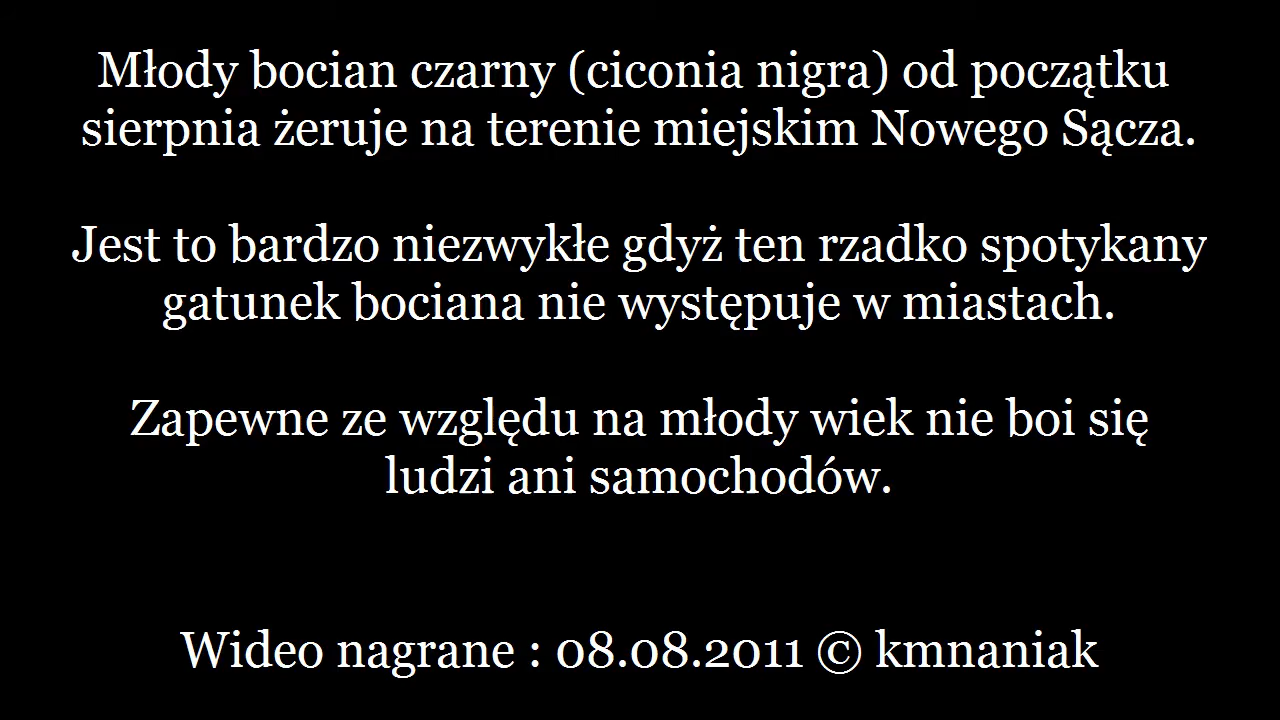 Młody bocian czarny (ciconia nigra) od początku
sierpnia żeruje na terenie miejskim Nowego Sącza.
Jest to bardzo niezwykłe gdyż ten rzadko spotykany
gatunek bociana nie występuje w miastach.
Zapewne ze względu na młody wiek nie boi się
ludzi ani samochodów.
Wideo nagrane : 08.08.2011 © kmnaniak